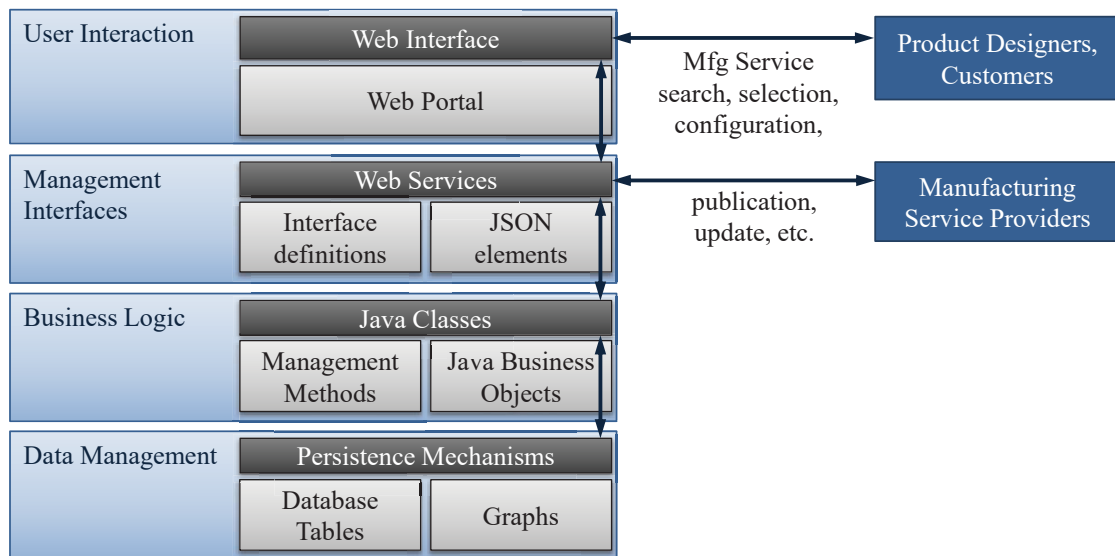 User Interaction
Web Interface
Web Portal
Mfg Service
search, selection,
configuration,
Product Designers,
Customers
Management
Interfaces
Web Services
Interface
definitions
JSON
elements
publication,
update, etc.
Manufacturing
Service Providers
Business Logic
Java Classes
Management
Methods
Java Business
Objects
Data Management
Persistence Mechanisms
Database
Tables
Graphs